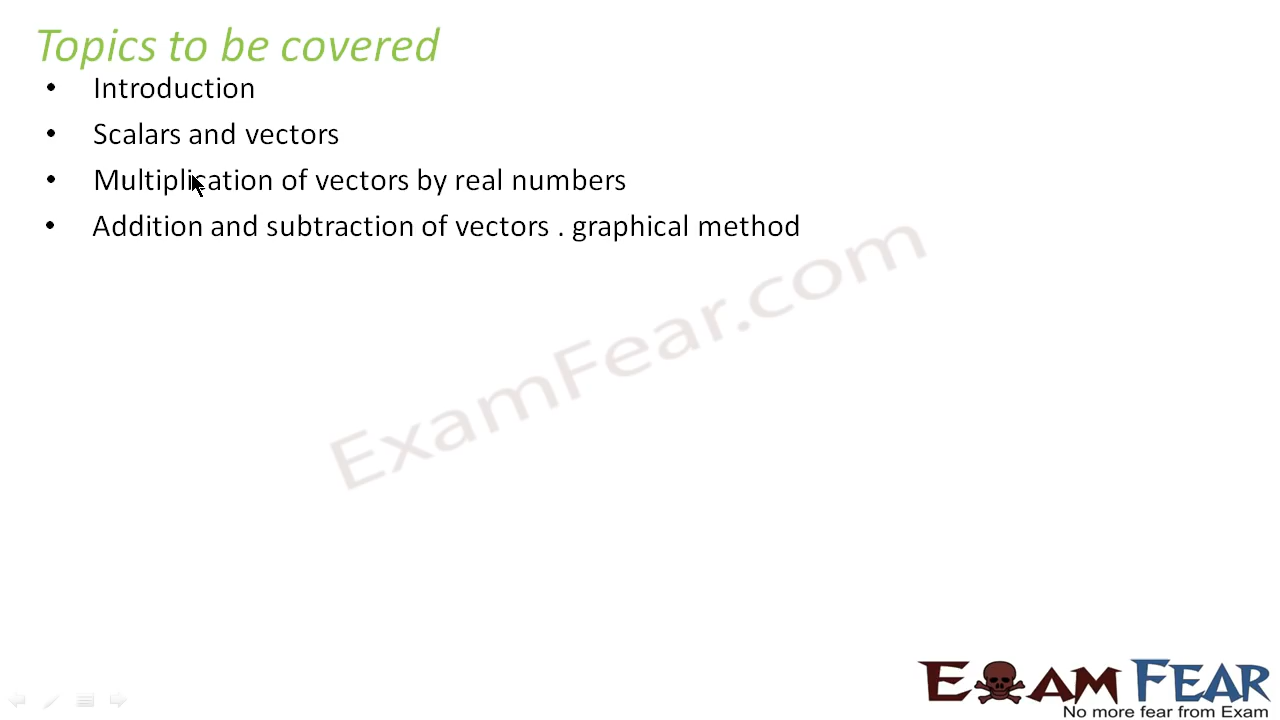 Topics to be covered
• Introduction
• Scalars and vectors
• Multiplication of vectors by real numbers
• Addition and subtraction of vectors . graphical method
ExamFear.com
EXAM FEAR
No more fear from Exam